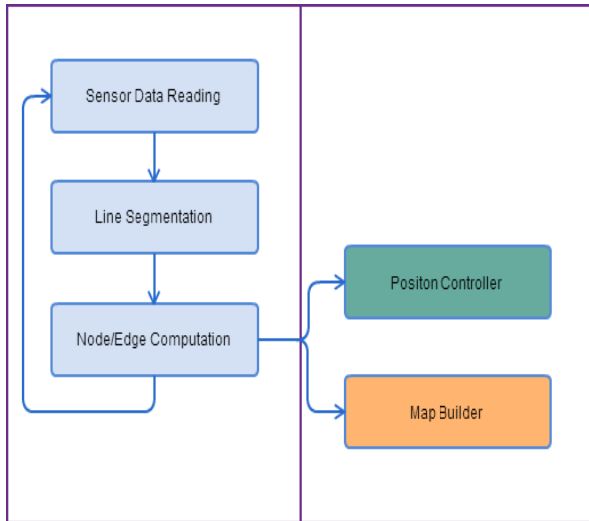 Sensor Data Reading
Line Segmentation
Node/Edge Computation
Positon Controller
Map Builder